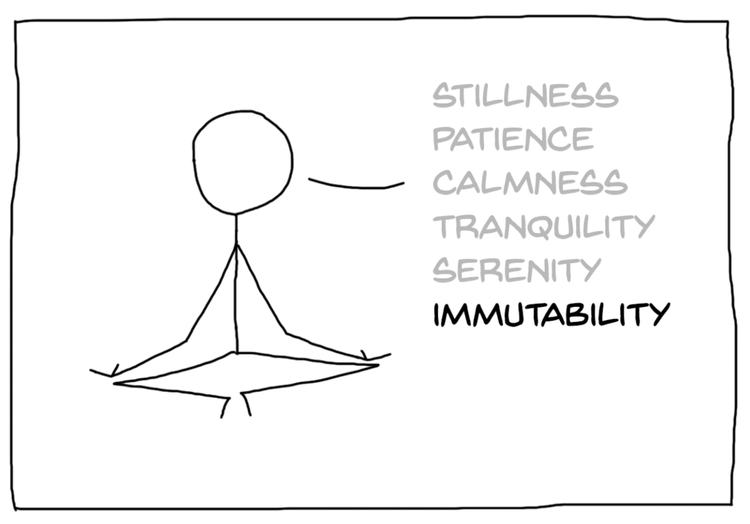 STILLNESS
PATIENCE
CALMNESS
TRANQUILITY
SERENITY
IMMUTABILITY